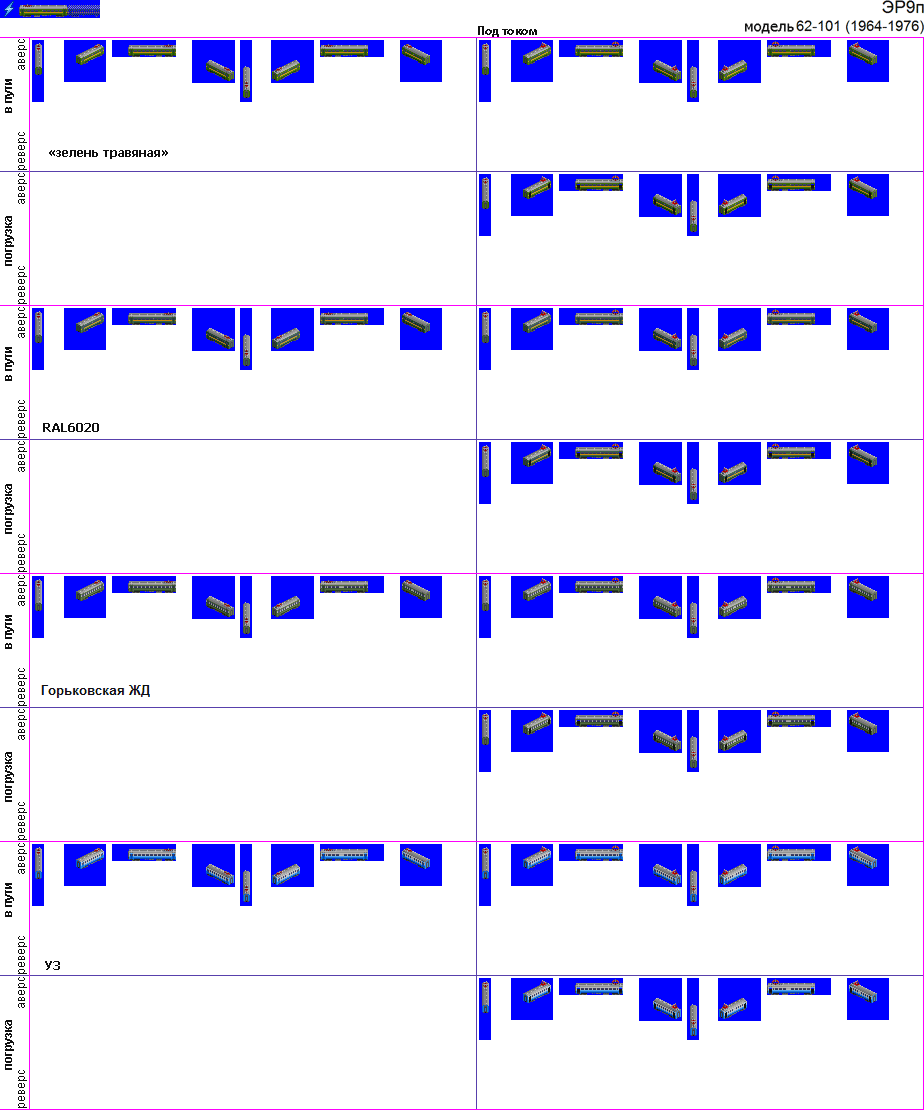 ЭР9п
модель 62-101 (1964-1976)
Под током
аверс
в пути
реверс
«зелень травяная»
аверс
погрузка
реверс
аверс
в пути
реверс
RAL6020
аверс
погрузка
реверс
аверс
в пути
реверс
Горьковская ЖД
аверс
погрузка
реверс
аверс
в пути
реверс
УЗ
аверс
погрузка
реверс